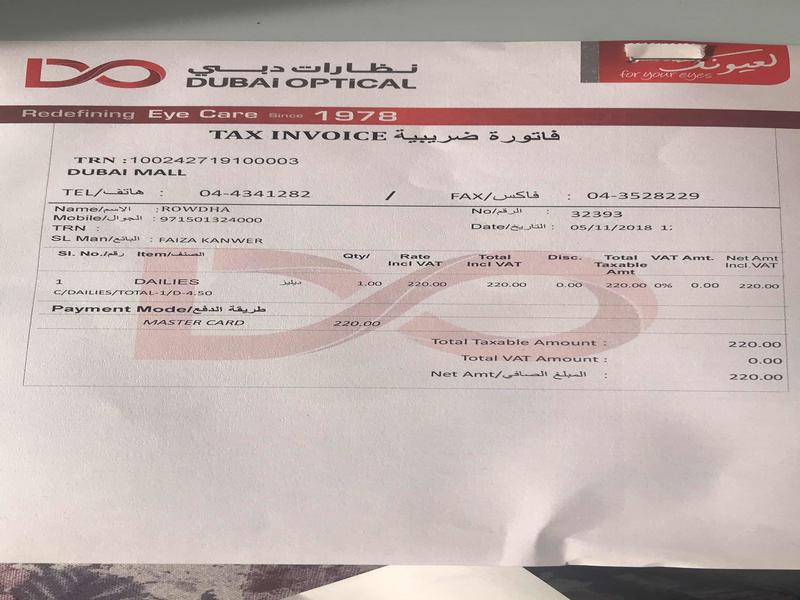 نظارات دبي
DUBAI OPTICAL
لعيونك
for your eyes
Redefining Eye Care Since 1978
TAX INVOICE فاتورة ضريبية
TRN :100242719100003
DUBAI MALL
TEL/هاتف : 04-4341282 / FAX/فاكس : 04-3528229
Name/الاسم :ROWDHA No/الرقم : 32393
Mobile/الجوال : 971501324000 Date/التاريخ : 05/11/2018
TRN :
SL Man/البائع : FAIZA KANWER
Sl. No./رقم Item/الصنف Qty/ Rate Incl VAT Total Incl VAT Disc. Total Taxable Amt VAT Amt. Net Amt Incl.VAT
1 DAILIES ديليز 1.00 220.00 220.00 0.00 220.00 0% 0.00 220.00
C/DAILIES/TOTAL-1/D-4.50
Payment Mode/طريقة الدفع
MASTER CARD 220.00
Total Taxable Amount : 220.00
Total VAT Amount : 0.00
Net Amt/المبلغ الصافي : 220.00